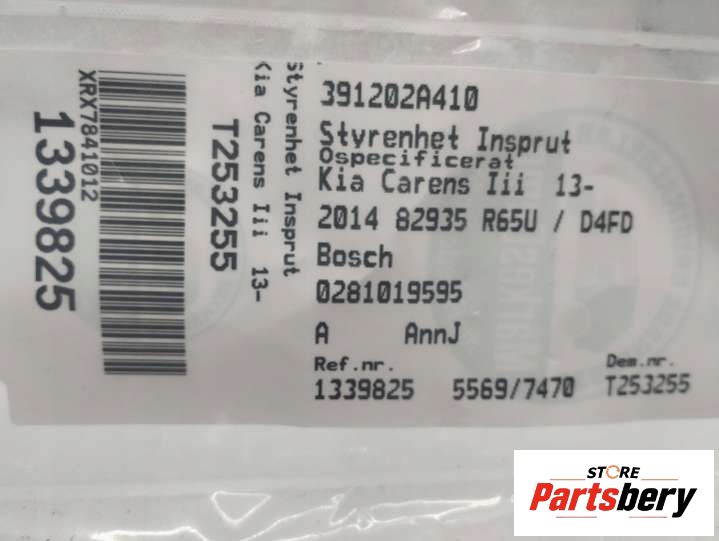 391202A410
Styrenhet Insprut
Ospecificerat
Kia Carens Iii 13-
2014 82935 R65U / D4FD
Bosch
0281019595
A AnnJ
Ref.nr. Dem.nr.
1339825 5569/7470 T253255
Styrenhet Insprut
Kia Carens Iii 13-
T253255
XRX7841012
1339825
STORE
Partsbery